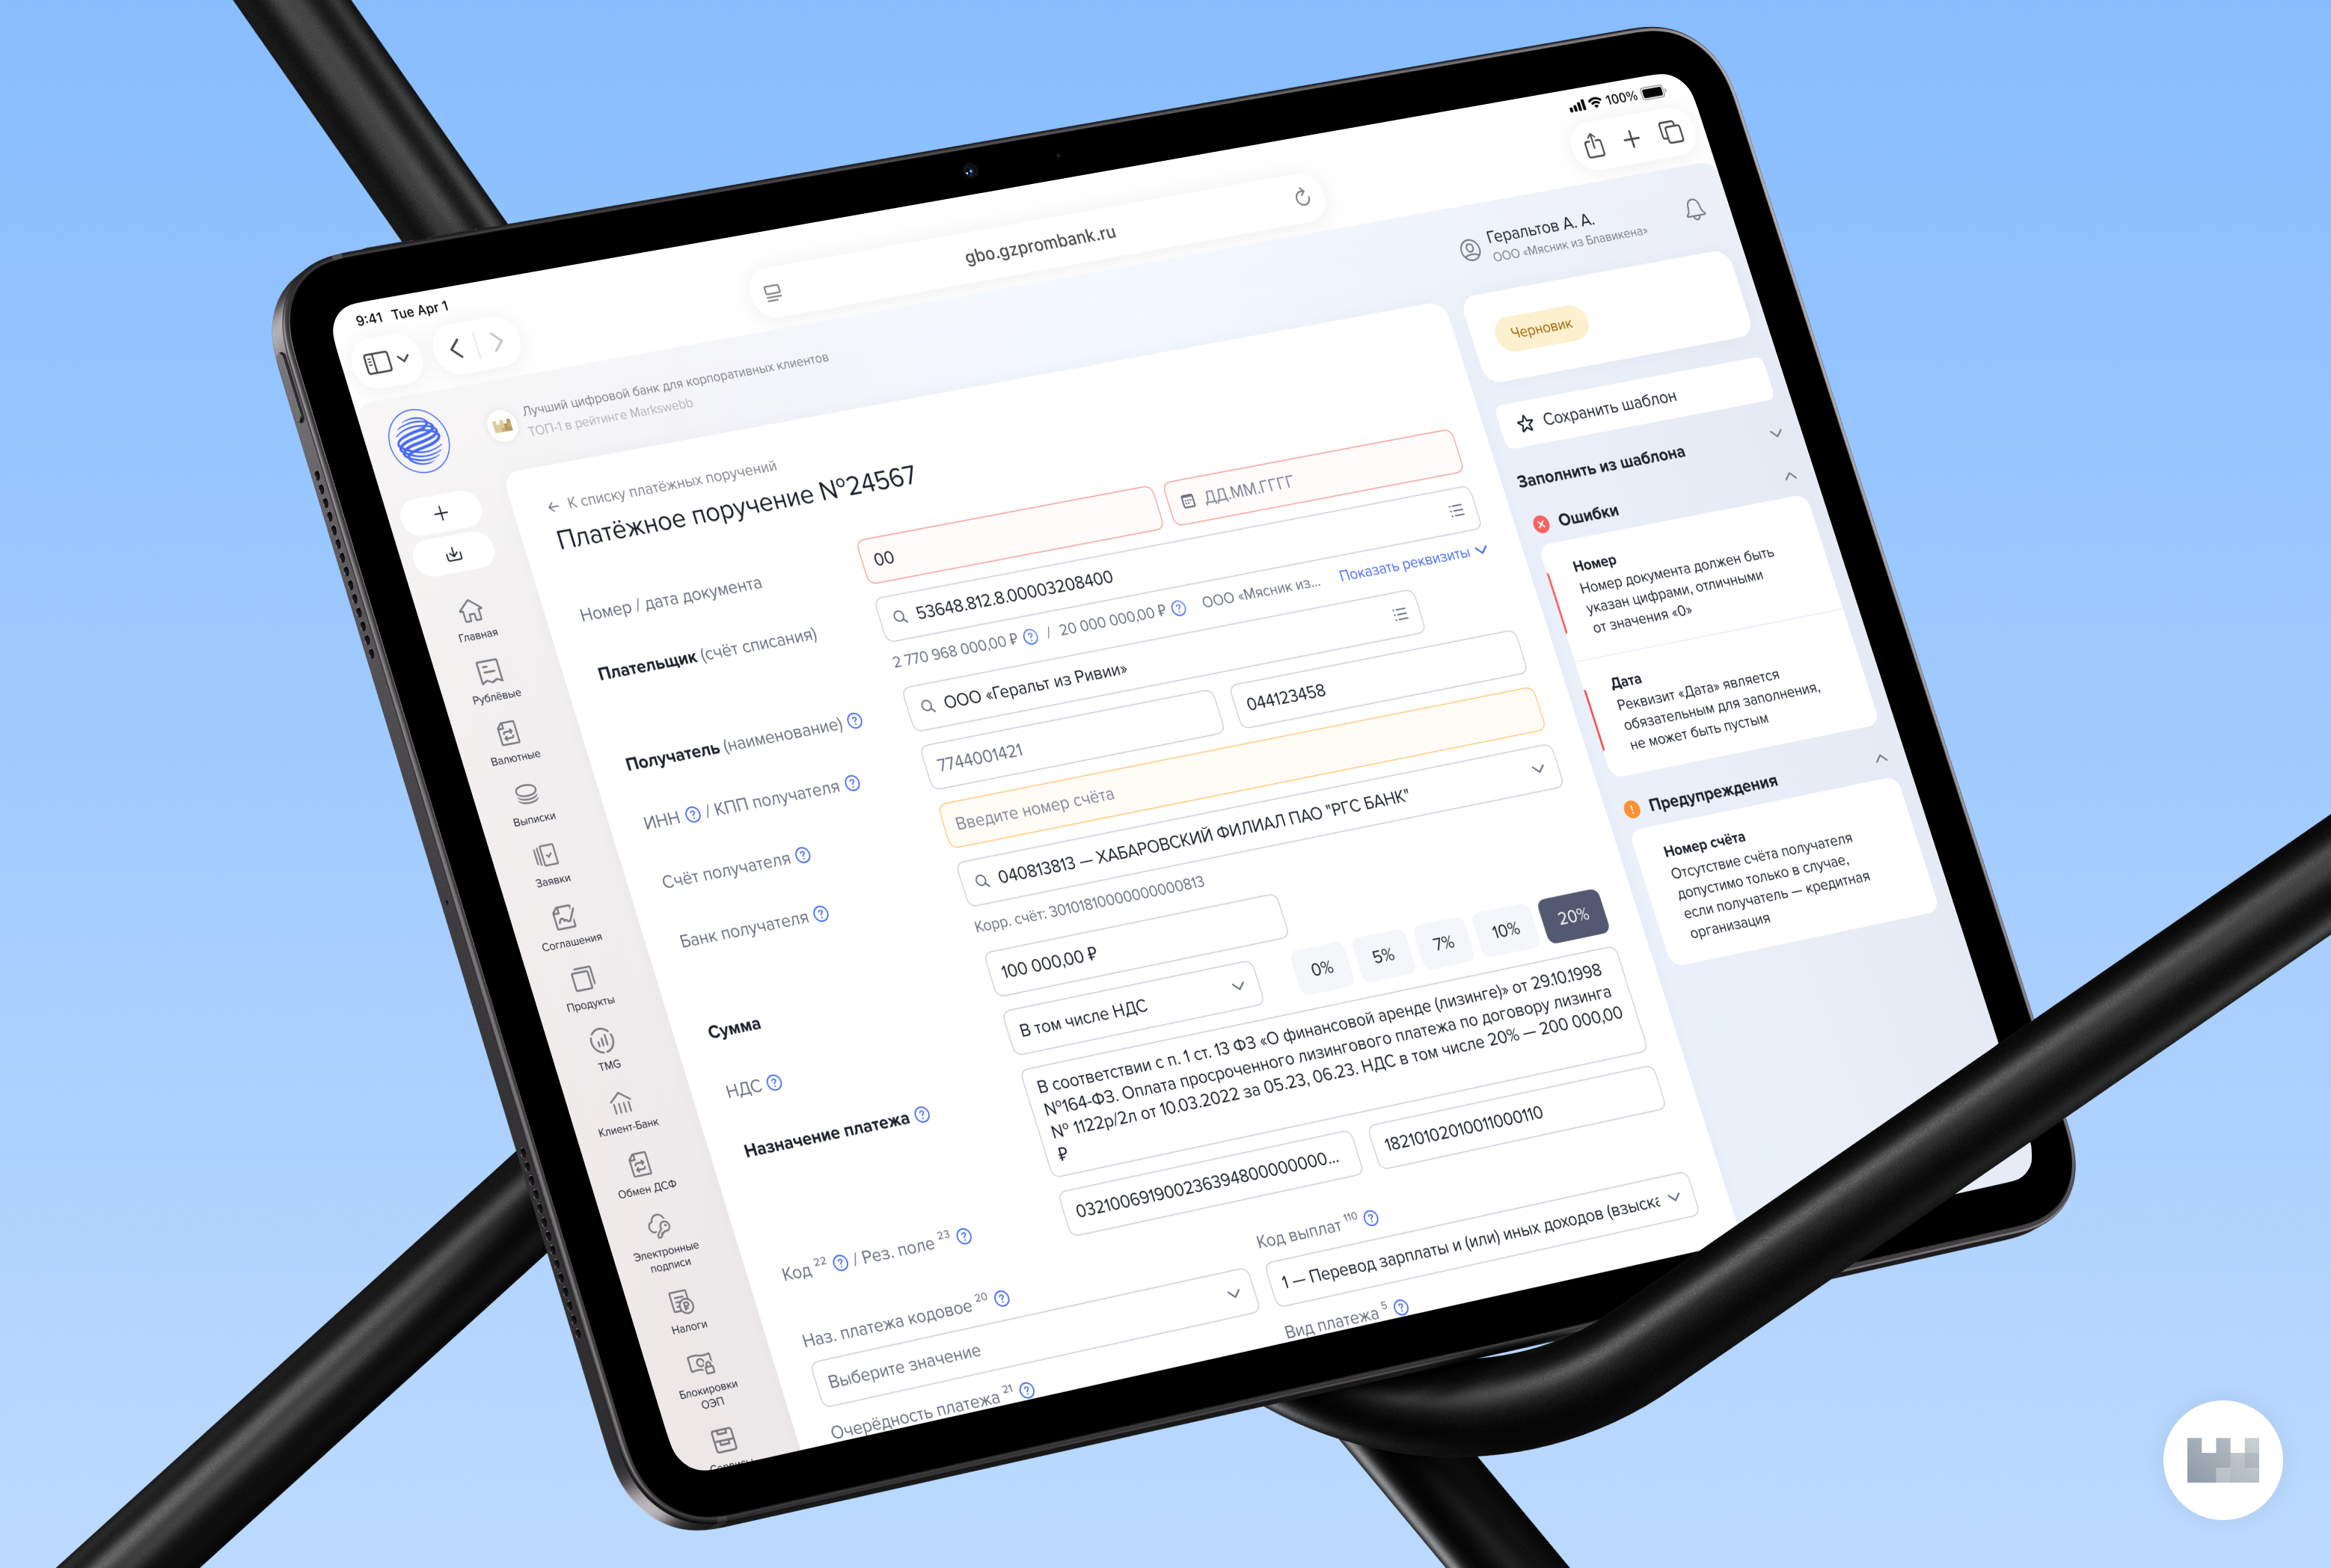 9:41 Tue Apr 1
100%
gbo.gzprombank.ru
Лучший цифровой банк для корпоративных клиентов
ТОП-1 в рейтинге Markswebb
Геральтов А. А.
ООО «Мясник из Блавикена»
Главная
Рублёвые
Валютные
Выписки
Заявки
Соглашения
Продукты
TMG
Клиент-Банк
Обмен ДСФ
Электронные
подписи
Налоги
Блокировки
ОЭП
Сервисы
К списку платёжных поручений
Платёжное поручение №24567
Номер / дата документа
00
ДД.ММ.ГГГГ
Плательщик (счёт списания)
53648.812.8.00003208400
2 770 968 000,00 ₽ / 20 000 000,00 ₽ ООО «Мясник из... Показать реквизиты
Получатель (наименование)
ООО «Геральт из Ривии»
ИНН / КПП получателя
7744001421
044123458
Счёт получателя
Введите номер счёта
Банк получателя
040813813 — ХАБАРОВСКИЙ ФИЛИАЛ ПАО "РГС БАНК"
Корр. счёт: 30101810000000000813
Сумма
100 000,00 ₽
НДС
В том числе НДС
0% 5% 7% 10% 20%
Назначение платежа
В соответствии с п. 1 ст. 13 ФЗ «О финансовой аренде (лизинге)» от 29.10.1998
№164-ФЗ. Оплата просроченного лизингового платежа по договору лизинга
№ 1122р/2л от 10.03.2022 за 05.23, 06.23. НДС в том числе 20% — 200 000,00
₽
Код 22 / Рез. поле 23
0321006919002363948000000000...
18210102010011000110
Наз. платежа кодовое 20
Выберите значение
Код выплат 110
1 — Перевод зарплаты и (или) иных доходов (взыска
Очерёдность платежа 21
Вид платежа 5
Черновик
Сохранить шаблон
Заполнить из шаблона
Ошибки
Номер
Номер документа должен быть
указан цифрами, отличными
от значения «0»
Дата
Реквизит «Дата» является
обязательным для заполнения,
не может быть пустым
Предупреждения
Номер счёта
Отсутствие счёта получателя
допустимо только в случае,
если получатель — кредитная
организация